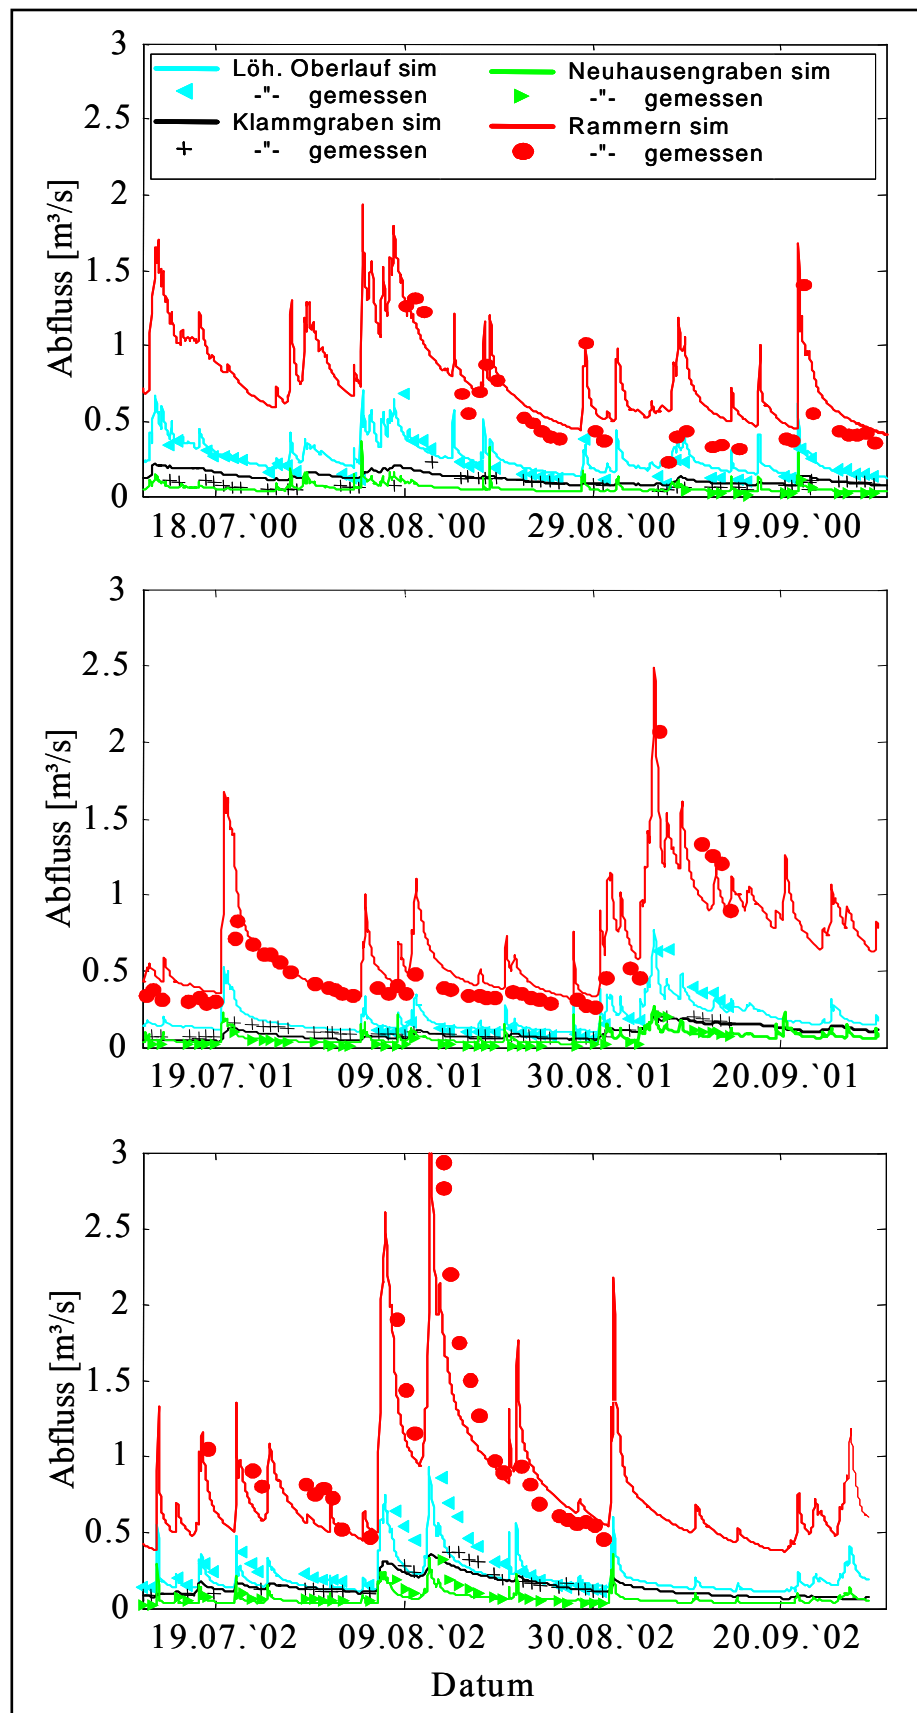 3
Löh. Oberlauf sim
-"- gemessen
Klammgraben sim
-"- gemessen
Neuhausengraben sim
-"- gemessen
Rammern sim
-"- gemessen
2.5
2
1.5
1
0.5
0
Abfluss [m³/s]
18.07.`00 08.08.`00 29.08.`00 19.09.`00
3
2.5
2
1.5
1
0.5
0
Abfluss [m³/s]
19.07.`01 09.08.`01 30.08.`01 20.09.`01
3
2.5
2
1.5
1
0.5
0
Abfluss [m³/s]
19.07.`02 09.08.`02 30.08.`02 20.09.`02
Datum